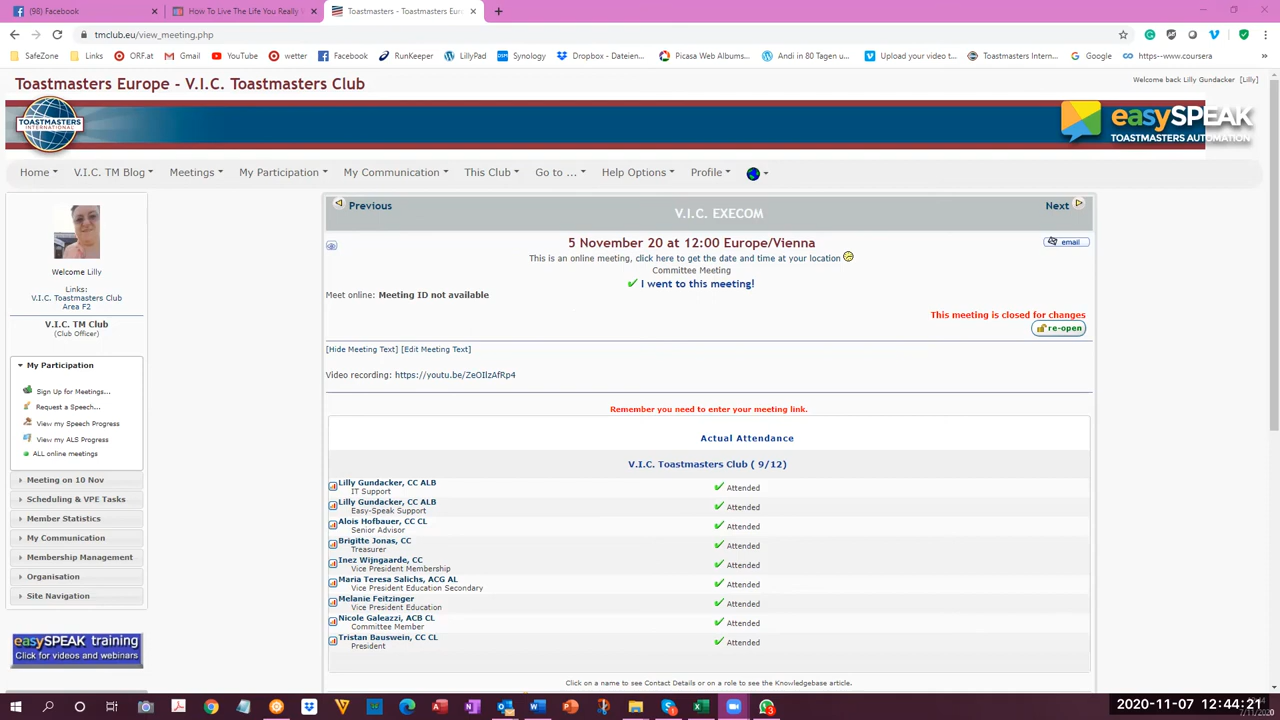 (98) Facebook
How To Live The Life You Really
Toastmasters - Toastmasters Eur
tmclub.eu/view_meeting.php
SafeZone
Links
ORF.at
Gmail
YouTube
wetter
Facebook
RunKeeper
LillyPad
Synology
Dropbox - Dateien...
Picasa Web Albums...
Andi in 80 Tagen u...
Upload your video t...
Toastmasters Intern...
Google
https--www.coursera
»
Toastmasters Europe - V.I.C. Toastmasters Club
Welcome back Lilly Gundacker [Lilly]
TOASTMASTERS
INTERNATIONAL
easySPEAK
TOASTMASTERS AUTOMATION
Home
V.I.C. TM Blog
Meetings
My Participation
My Communication
This Club
Go to ...
Help Options
Profile
Previous
V.I.C. EXECOM
Next
5 November 20 at 12:00 Europe/Vienna
email
This is an online meeting, click here to get the date and time at your location
Committee Meeting
I went to this meeting!
Meet online: Meeting ID not available
This meeting is closed for changes
re-open
[Hide Meeting Text] [Edit Meeting Text]
Video recording: https://youtu.be/ZeOIlzAfRp4
Remember you need to enter your meeting link.
Actual Attendance
V.I.C. Toastmasters Club ( 9/12)
Lilly Gundacker, CC ALB
IT Support
Attended
Lilly Gundacker, CC ALB
Easy-Speak Support
Attended
Alois Hofbauer, CC CL
Senior Advisor
Attended
Brigitte Jonas, CC
Treasurer
Attended
Inez Wijngaarde, CC
Vice President Membership
Attended
Maria Teresa Salichs, ACG AL
Vice President Education Secondary
Attended
Melanie Feitzinger
Vice President Education
Attended
Nicole Galeazzi, ACB CL
Committee Member
Attended
Tristan Bauswein, CC CL
President
Attended
Click on a name to see Contact Details or on a role to see the Knowledgebase article.
Welcome Lilly
Links:
V.I.C. Toastmasters Club
Area F2
V.I.C. TM Club
(Club Officer)
My Participation
Sign Up for Meetings...
Request a Speech...
View my Speech Progress
View my ALS Progress
ALL online meetings
Meeting on 10 Nov
Scheduling & VPE Tasks
Member Statistics
My Communication
Membership Management
Organisation
Site Navigation
easySPEAK training
Click for videos and webinars
2020-11-07 12:44:21